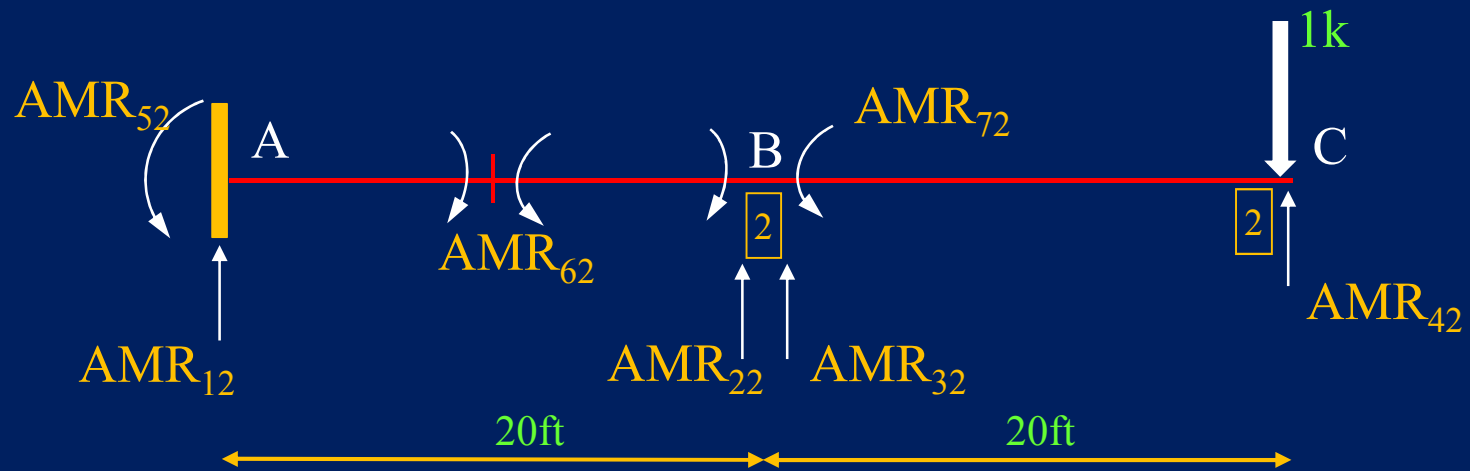 1k
AMR₅₂
A
B
AMR₇₂
C
2
2
AMR₆₂
AMR₄₂
AMR₁₂
AMR₂₂
AMR₃₂
20ft
20ft